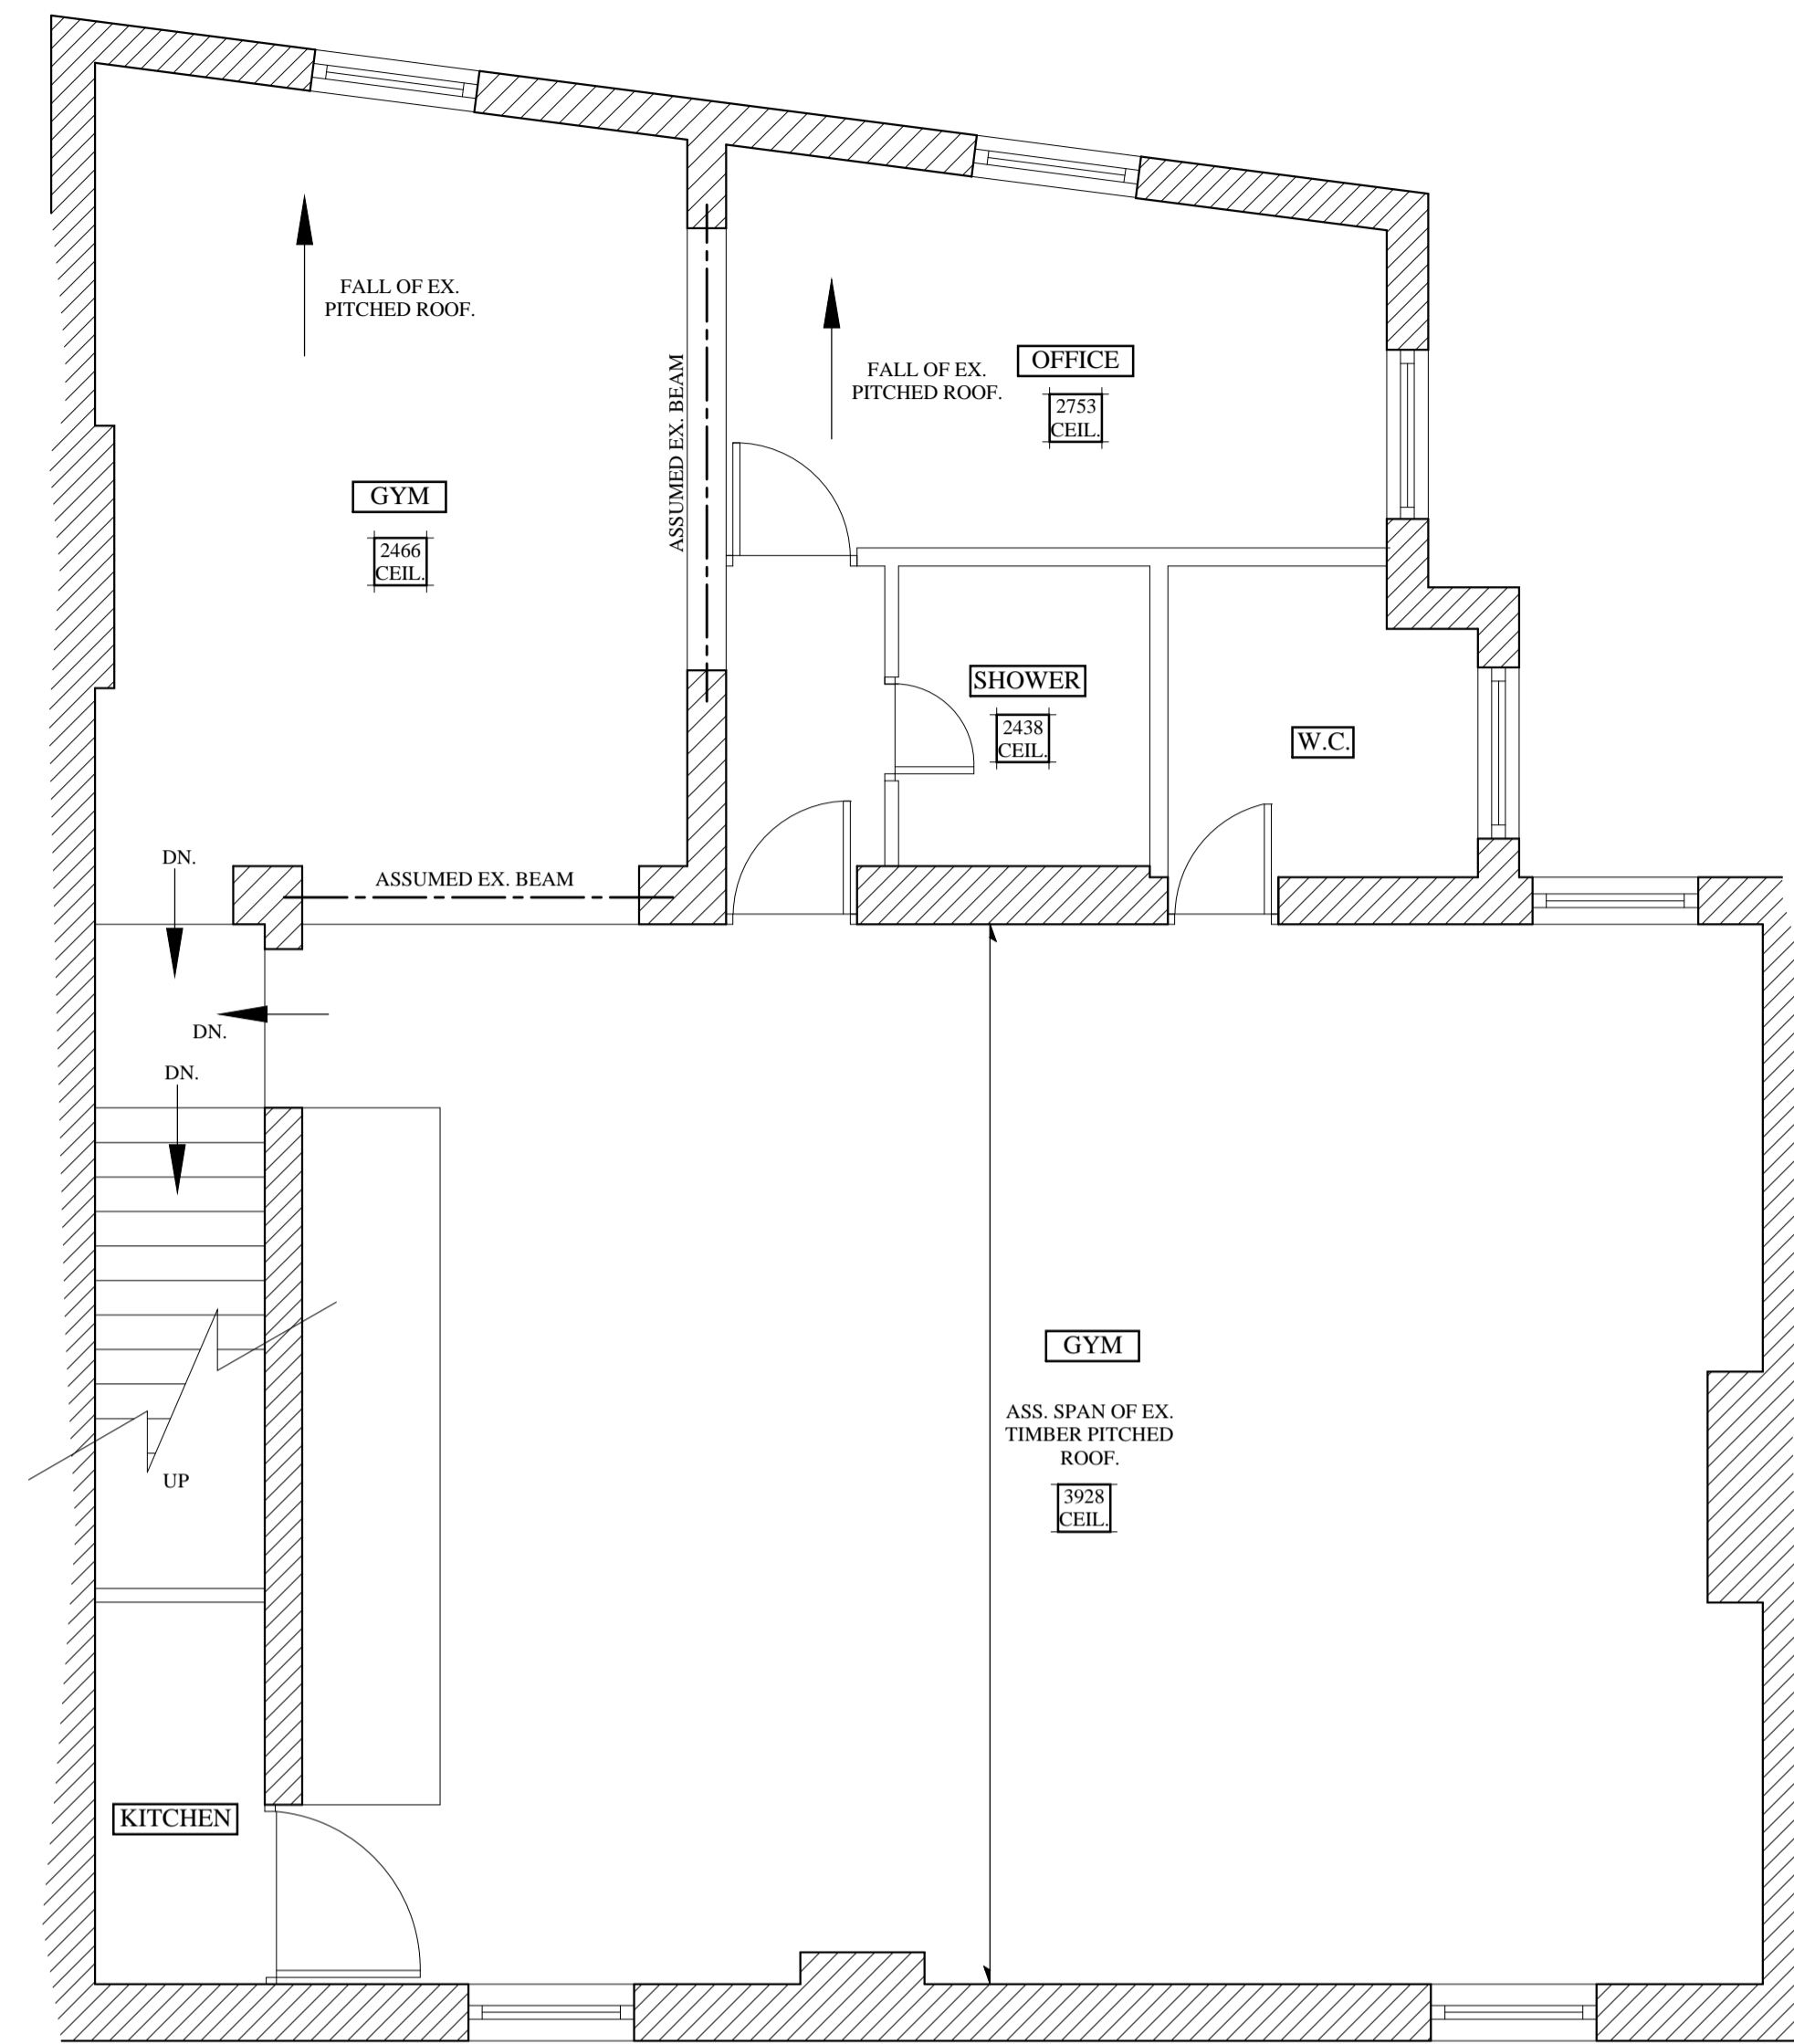 FALL OF EX.
PITCHED ROOF.
OFFICE
FALL OF EX.
PITCHED ROOF.
2753
CEIL.
ASSUMED EX. BEAM
GYM
2466
CEIL.
SHOWER
2438
CEIL.
W.C.
DN.
ASSUMED EX. BEAM
DN.
DN.
GYM
ASS. SPAN OF EX.
TIMBER PITCHED
ROOF.
UP
3928
CEIL.
KITCHEN